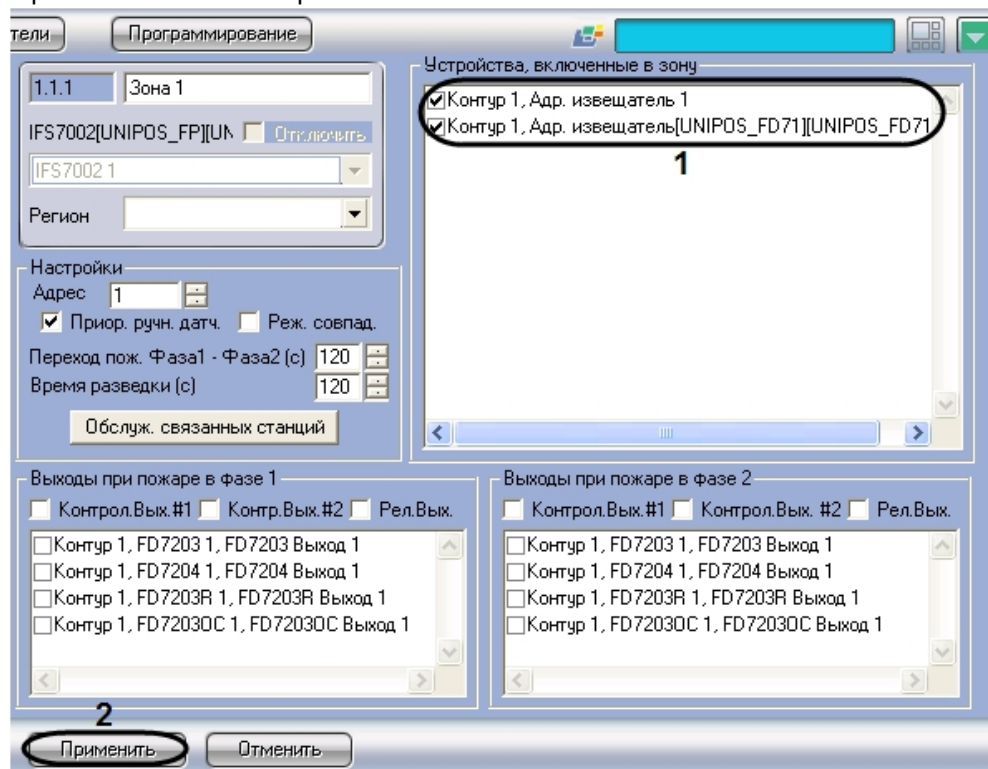 тели
Программирование
1.1.1
Зона 1
IFS7002[UNIPOS_FP][UN
Отключить
IFS7002 1
Регион
Настройки
Адрес 1
Приор. ручн. датч.
Реж. совпад.
Переход пож. Фаза1 - Фаза2 (с) 120
Время разведки (с) 120
Обслуж. связанных станций
Устройства, включенные в зону
Контур 1, Адр. извещатель 1
Контур 1, Адр. извещатель[UNIPOS_FD71][UNIPOS_FD71
1
Выходы при пожаре в фазе 1
Контрол.Вых.#1 Контр.Вых.#2 Рел.Вых.
Контур 1, FD7203 1, FD7203 Выход 1
Контур 1, FD7204 1, FD7204 Выход 1
Контур 1, FD7203R 1, FD7203R Выход 1
Контур 1, FD7203OC 1, FD7203OC Выход 1
Выходы при пожаре в фазе 2
Контрол.Вых.#1 Контрол.Вых. #2 Рел.Вых.
Контур 1, FD7203 1, FD7203 Выход 1
Контур 1, FD7204 1, FD7204 Выход 1
Контур 1, FD7203R 1, FD7203R Выход 1
Контур 1, FD7203OC 1, FD7203OC Выход 1
2
Применить
Отменить